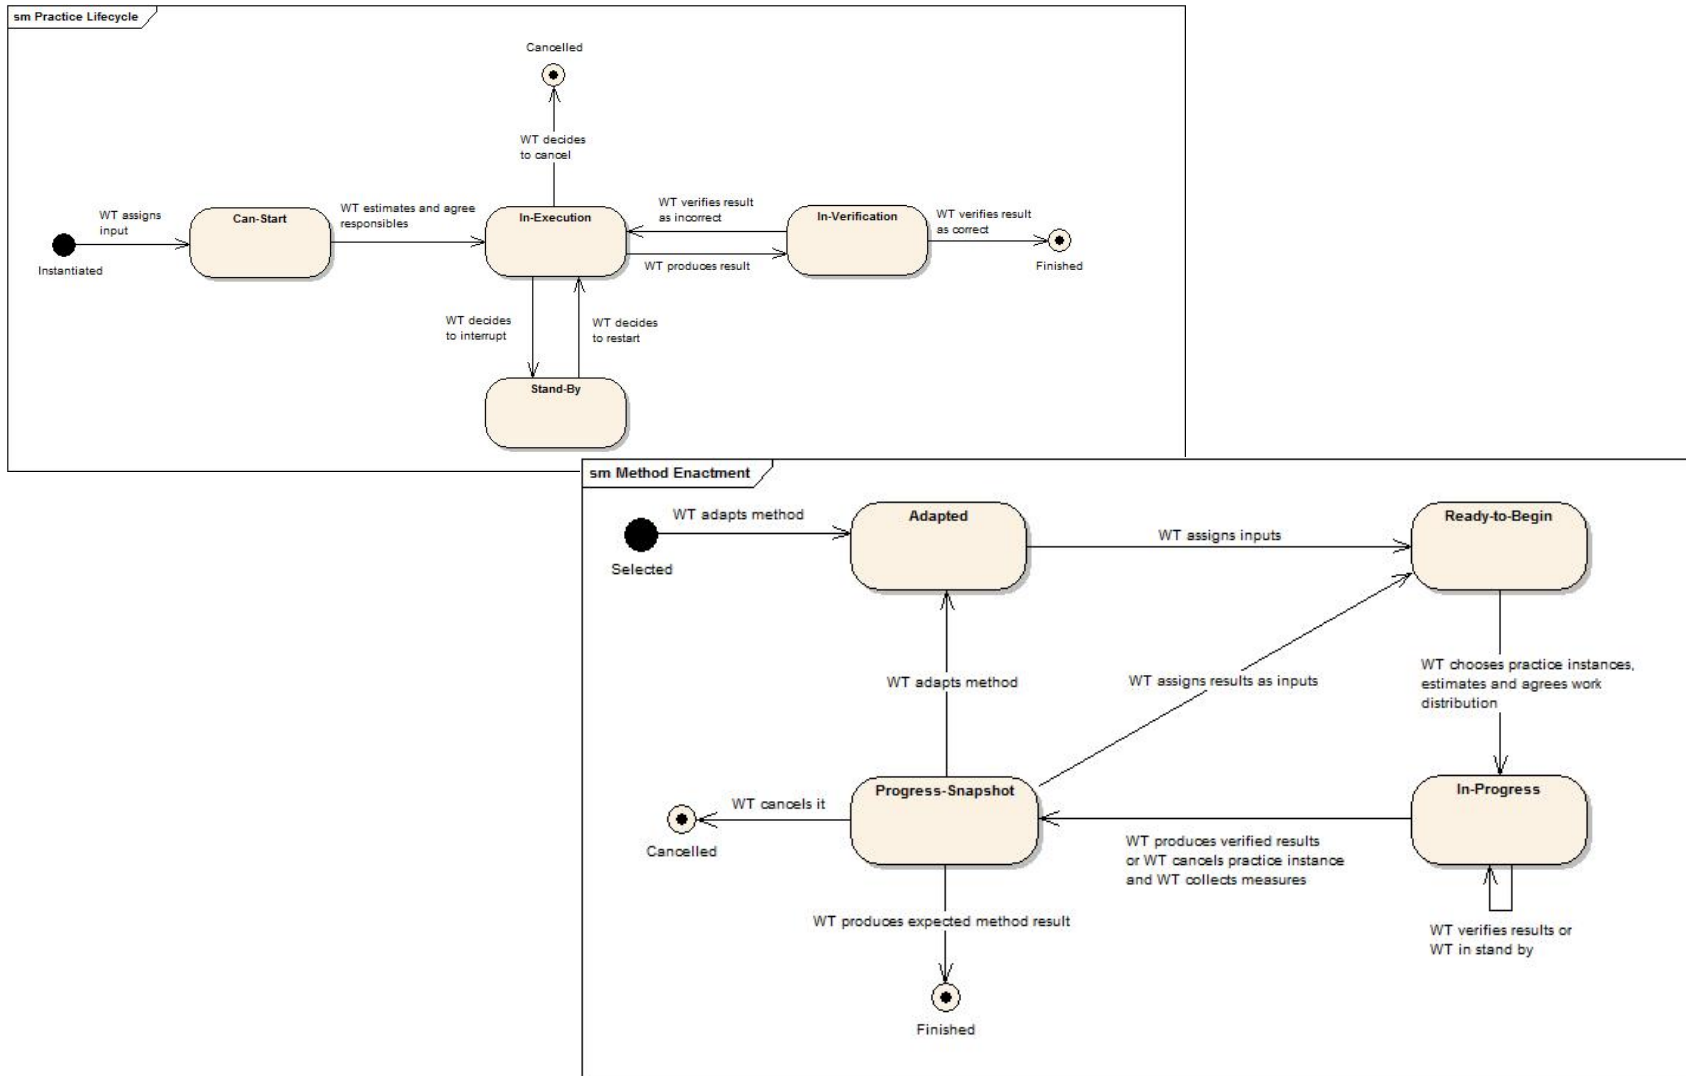 sm Practice Lifecycle
Cancelled
WT decides
to cancel
WT assigns
input
Instantiated
Can-Start
WT estimates and agree
responsibles
In-Execution
WT verifies result
as incorrect
WT produces result
In-Verification
WT verifies result
as correct
Finished
WT decides
to interrupt
WT decides
to restart
Stand-By
sm Method Enactment
WT adapts method
Selected
Adapted
WT assigns inputs
Ready-to-Begin
WT adapts method
WT assigns results as inputs
WT chooses practice instances,
estimates and agrees work
distribution
Progress-Snapshot
In-Progress
WT cancels it
Cancelled
WT produces verified results
or WT cancels practice instance
and WT collects measures
WT produces expected method result
WT verifies results or
WT in stand by
Finished